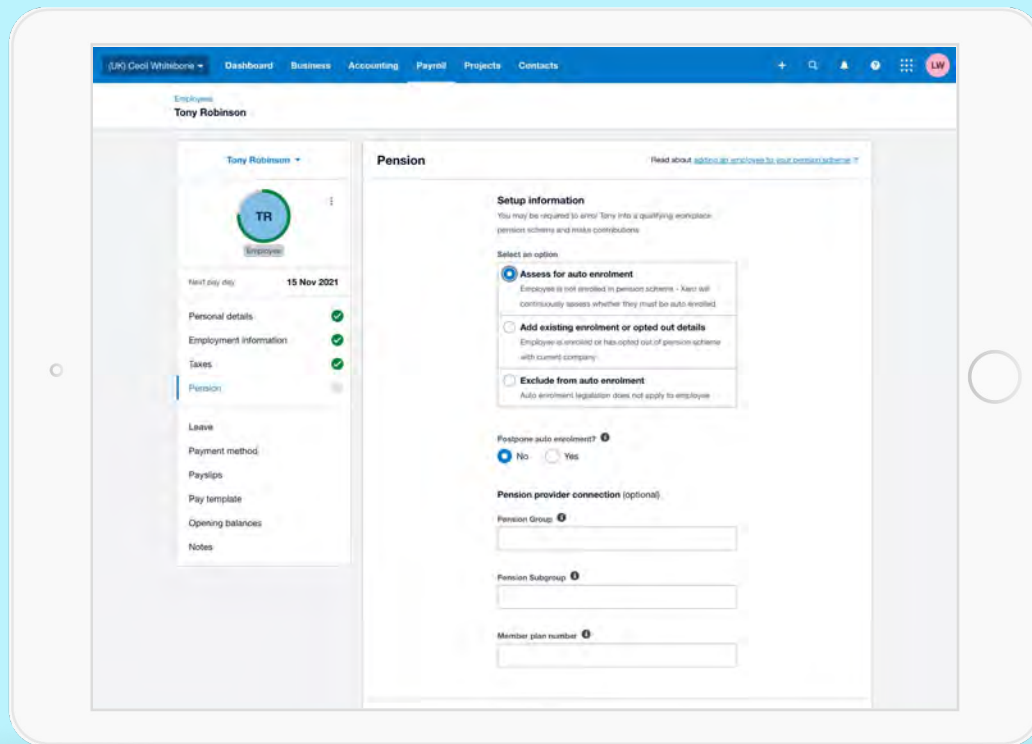 (UK) Cecil Whitebone Dashboard Business Accounting Payroll Projects Contacts LW
Employees
Tony Robinson
Tony Robinson
TR
Employee
Next pay day 15 Nov 2021
Personal details
Employment information
Taxes
Pension
Leave
Payment method
Payslips
Pay template
Opening balances
Notes
Pension Read about adding an employee to your pension scheme
Setup information
You may be required to enrol Tony into a qualifying workplace
pension scheme and make contributions
Select an option
Assess for auto enrolment
Employee is not enrolled in pension scheme - Xero will
continuously assess whether they must be auto enrolled
Add existing enrolment or opted out details
Employee is enrolled or has opted out of pension scheme
with current company
Exclude from auto enrolment
Auto enrolment legislation does not apply to employee
Postpone auto enrolment?
No Yes
Pension provider connection (optional)
Pension Group
Pension Subgroup
Member plan number